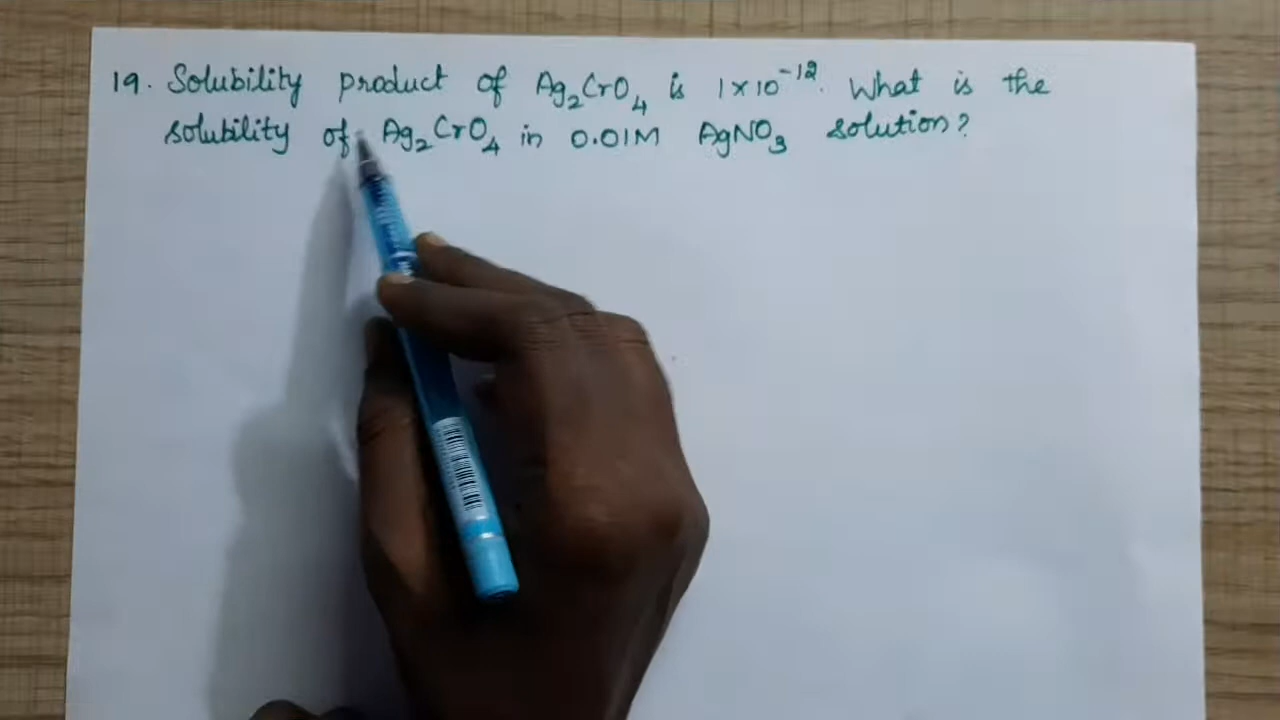 19. Solubility product of Ag₂CrO₄ is 1×10⁻¹². What is the
solubility of Ag₂CrO₄ in 0.01M AgNO₃ solution?